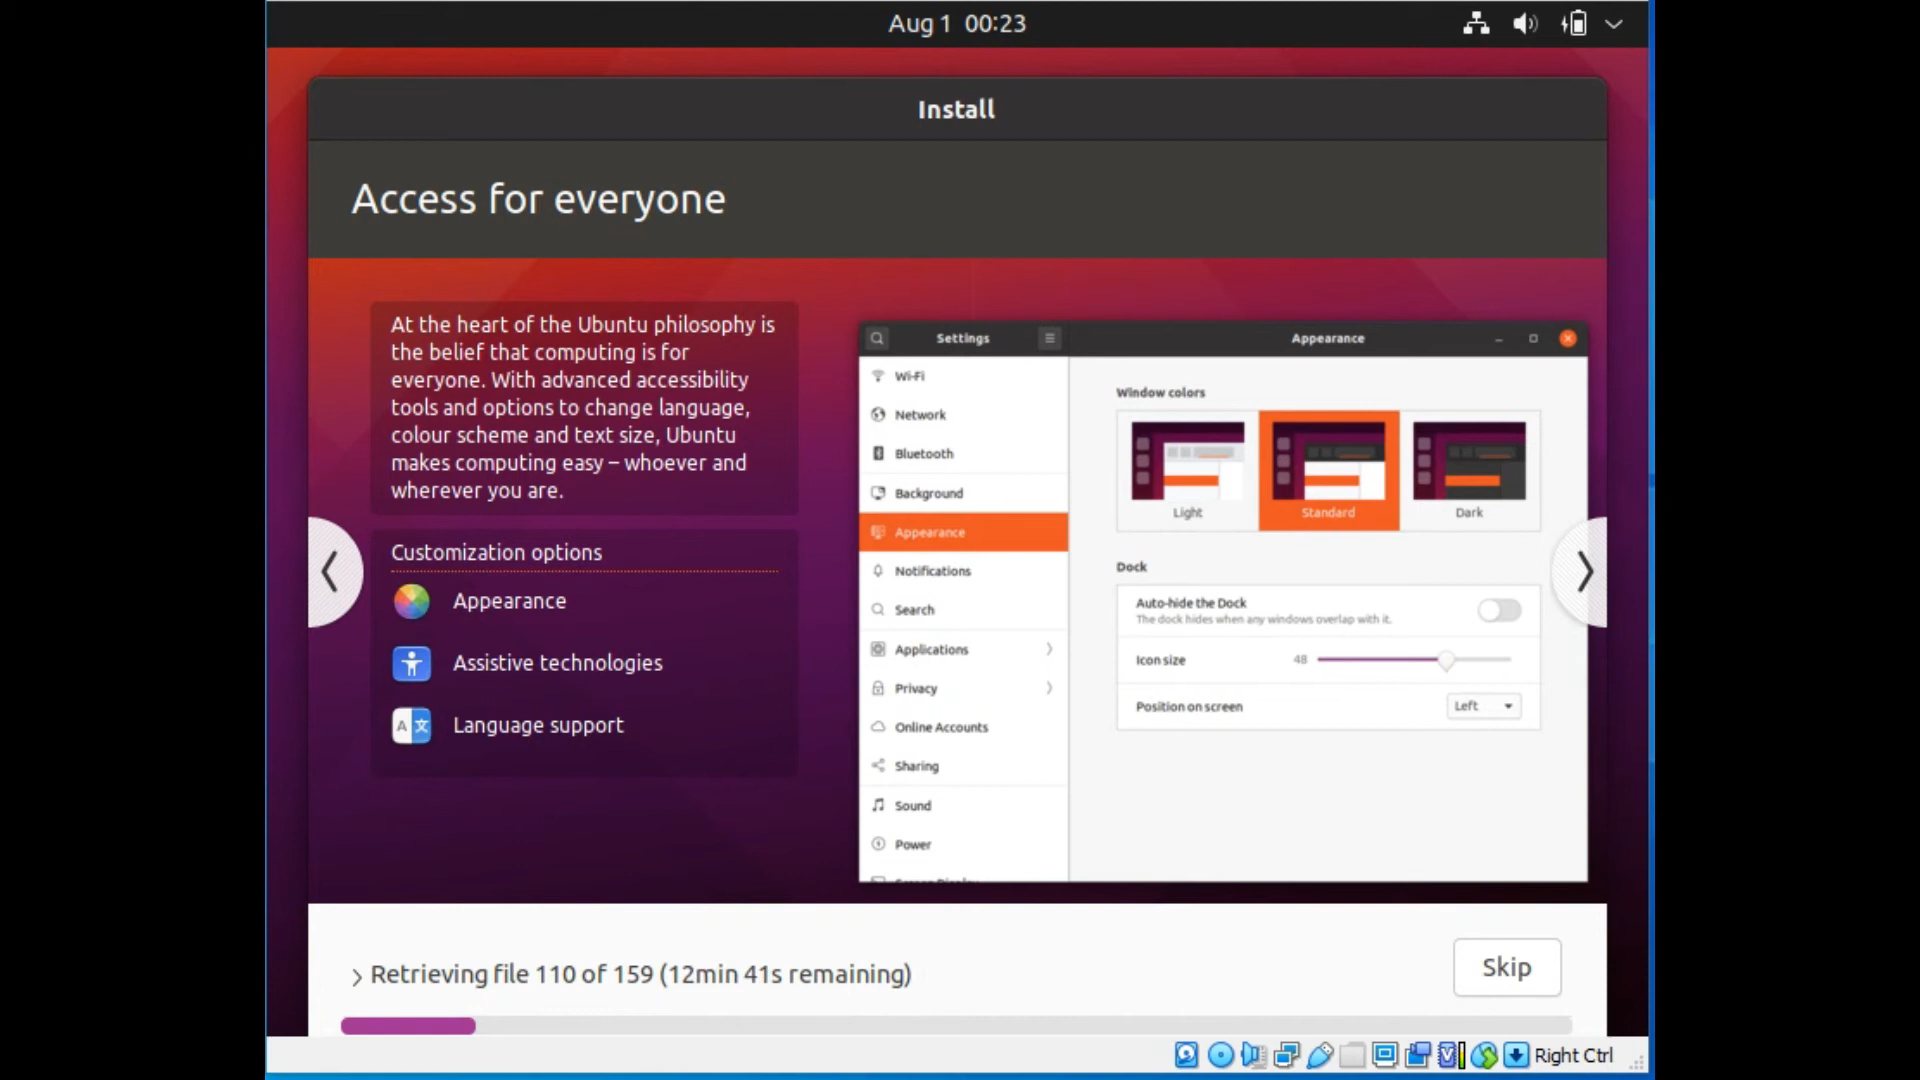 Aug 1 00:23
Install
Access for everyone
At the heart of the Ubuntu philosophy is
the belief that computing is for
everyone. With advanced accessibility
tools and options to change language,
colour scheme and text size, Ubuntu
makes computing easy – whoever and
wherever you are.
Customization options
Appearance
Assistive technologies
Language support
Settings
Appearance
Wi-Fi
Network
Bluetooth
Background
Appearance
Notifications
Search
Applications
Privacy
Online Accounts
Sharing
Sound
Power
Window colors
Light
Standard
Dark
Dock
Auto-hide the Dock
The dock hides when any windows overlap with it.
Icon size
48
Position on screen
Left
Retrieving file 110 of 159 (12min 41s remaining)
Skip
Right Ctrl